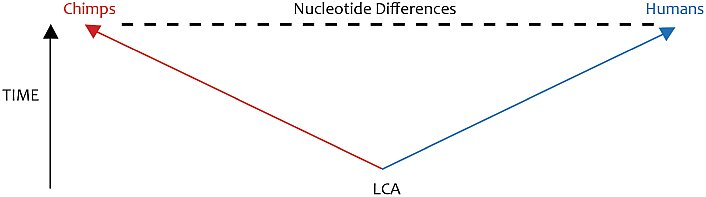 Chimps Nucleotide Differences Humans
TIME
LCA